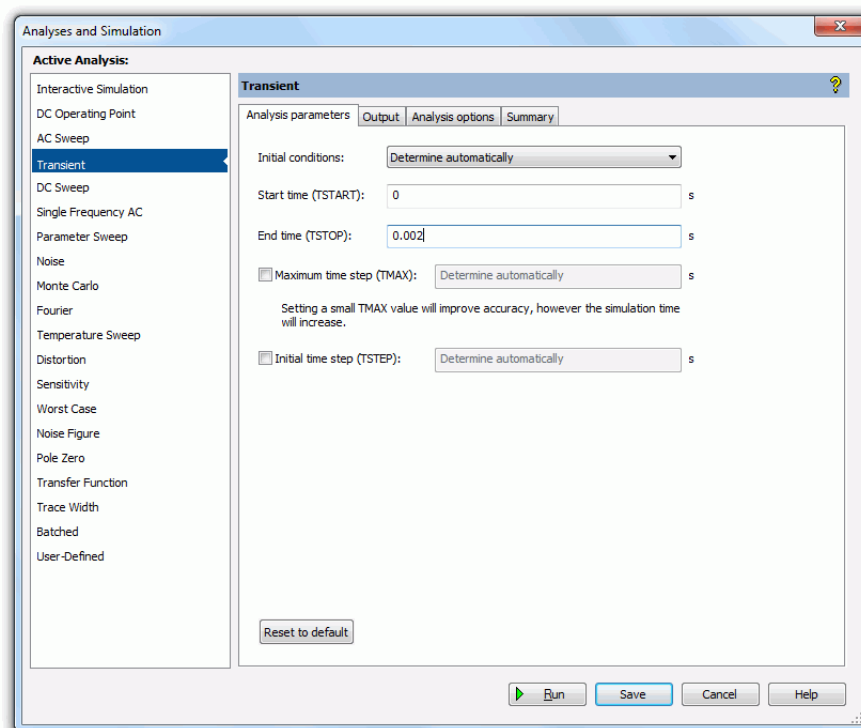 Analyses and Simulation
Active Analysis:
Interactive Simulation
DC Operating Point
AC Sweep
Transient
DC Sweep
Single Frequency AC
Parameter Sweep
Noise
Monte Carlo
Fourier
Temperature Sweep
Distortion
Sensitivity
Worst Case
Noise Figure
Pole Zero
Transfer Function
Trace Width
Batched
User-Defined
Transient
Analysis parameters Output Analysis options Summary
Initial conditions: Determine automatically
Start time (TSTART): 0 s
End time (TSTOP): 0.002 s
Maximum time step (TMAX): Determine automatically s
Setting a small TMAX value will improve accuracy, however the simulation time
will increase.
Initial time step (TSTEP): Determine automatically s
Reset to default
Run Save Cancel Help